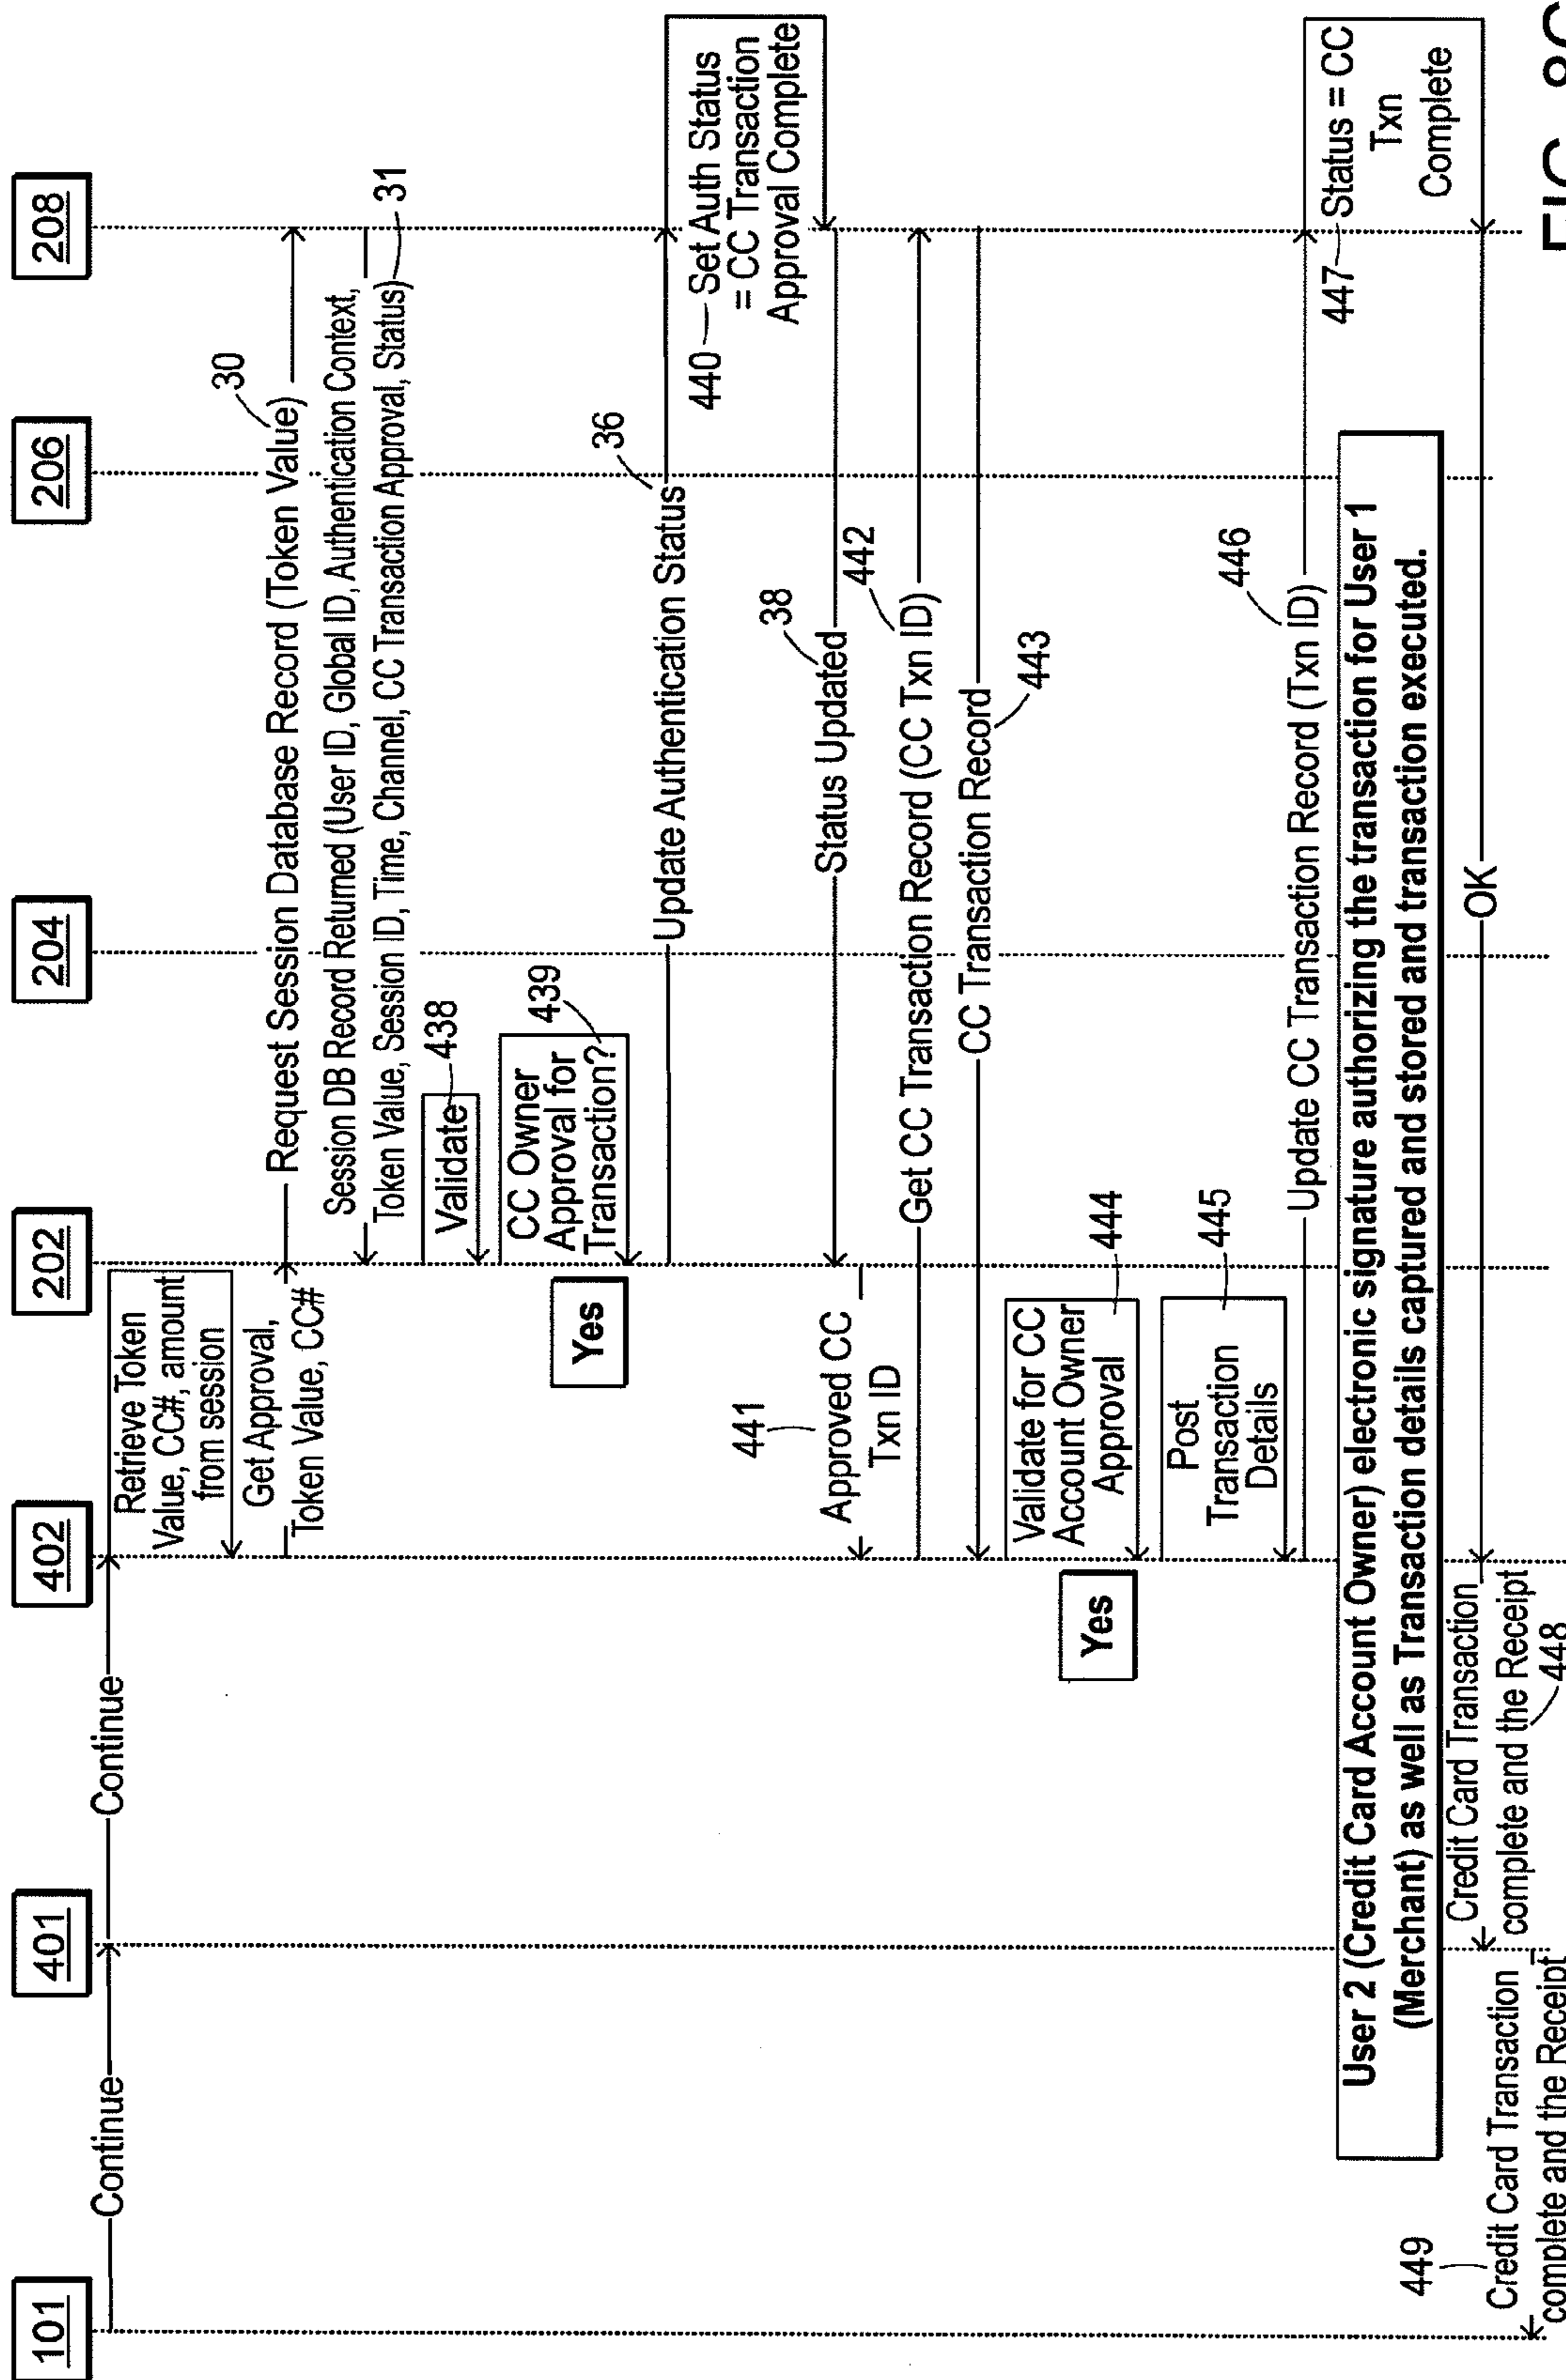 101
401
402
202
204
206
208
Continue
Continue
Retrieve Token
Value, CC#, amount
from session
Get Approval,
Token Value, CC#
Request Session Database Record (Token Value)
30
Session DB Record Returned (User ID, Global ID, Authentication Context,
Token Value, Session ID, Time, Channel, CC Transaction Approval, Status)
31
Validate
438
CC Owner
Approval for
Transaction?
439
Yes
Update Authentication Status
36
440
Set Auth Status
= CC Transaction
Approval Complete
Status Updated
38
441
Approved CC
Txn ID
Get CC Transaction Record (CC Txn ID)
442
CC Transaction Record
443
Validate for CC
Account Owner
Approval
444
Yes
Post
Transaction
Details
445
Update CC Transaction Record (Txn ID)
446
447
Status = CC
Txn
Complete
User 2 (Credit Card Account Owner) electronic signature authorizing the transaction for User 1
(Merchant) as well as Transaction details captured and stored and transaction executed.
OK
Credit Card Transaction
complete and the Receipt
448
449
Credit Card Transaction
complete and the Receipt
FIG. 8C